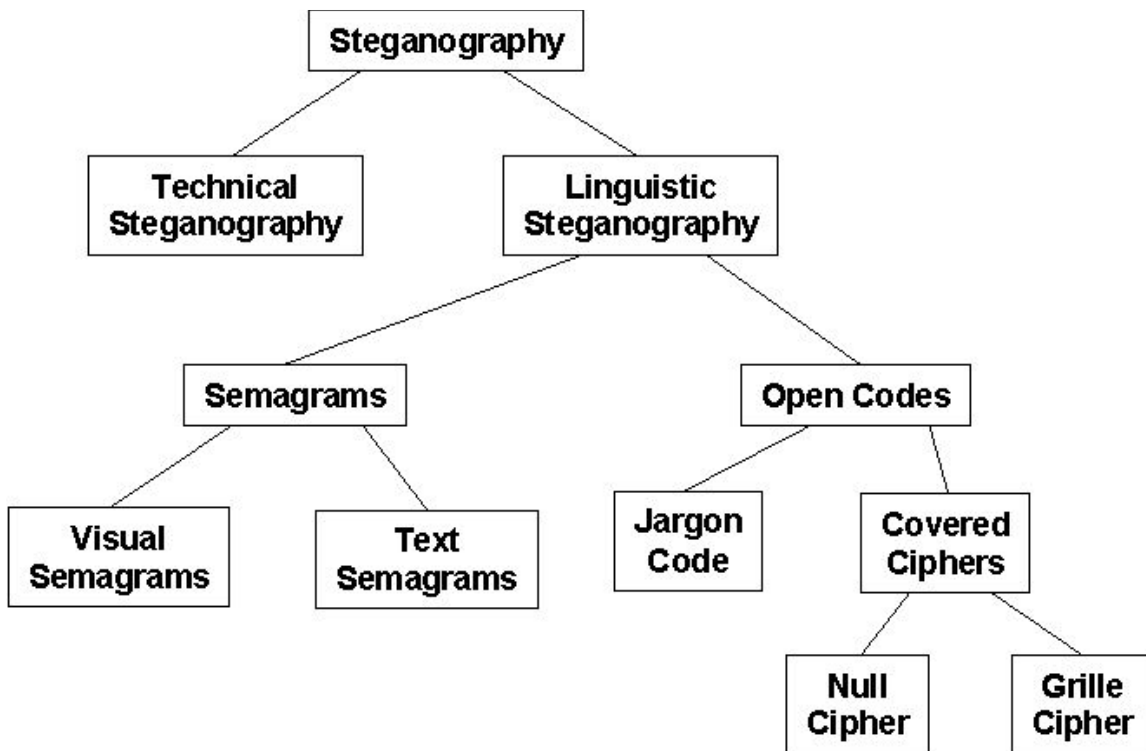 Steganography
Technical
Steganography
Linguistic
Steganography
Semagrams
Open Codes
Visual
Semagrams
Text
Semagrams
Jargon
Code
Covered
Ciphers
Null
Cipher
Grille
Cipher